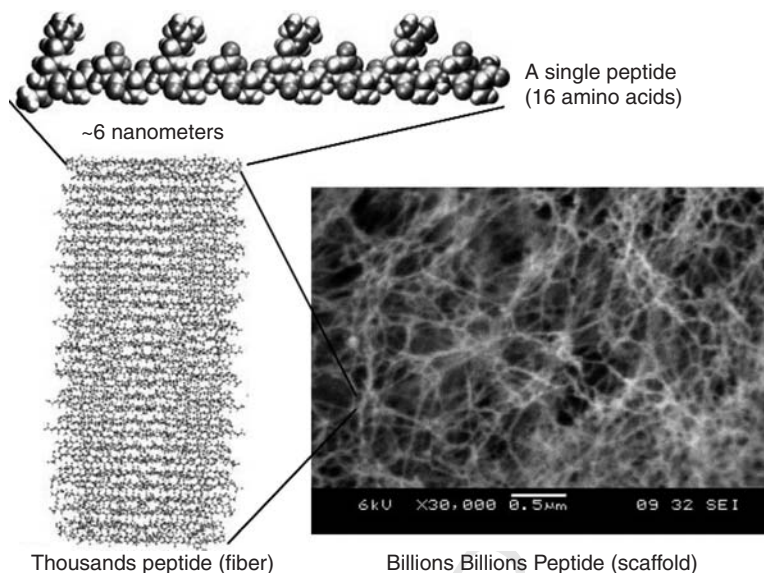 A single peptide
(16 amino acids)
~6 nanometers
6kV X30,000 0.5μm 09 32 SEI
Thousands peptide (fiber)
Billions Billions Peptide (scaffold)